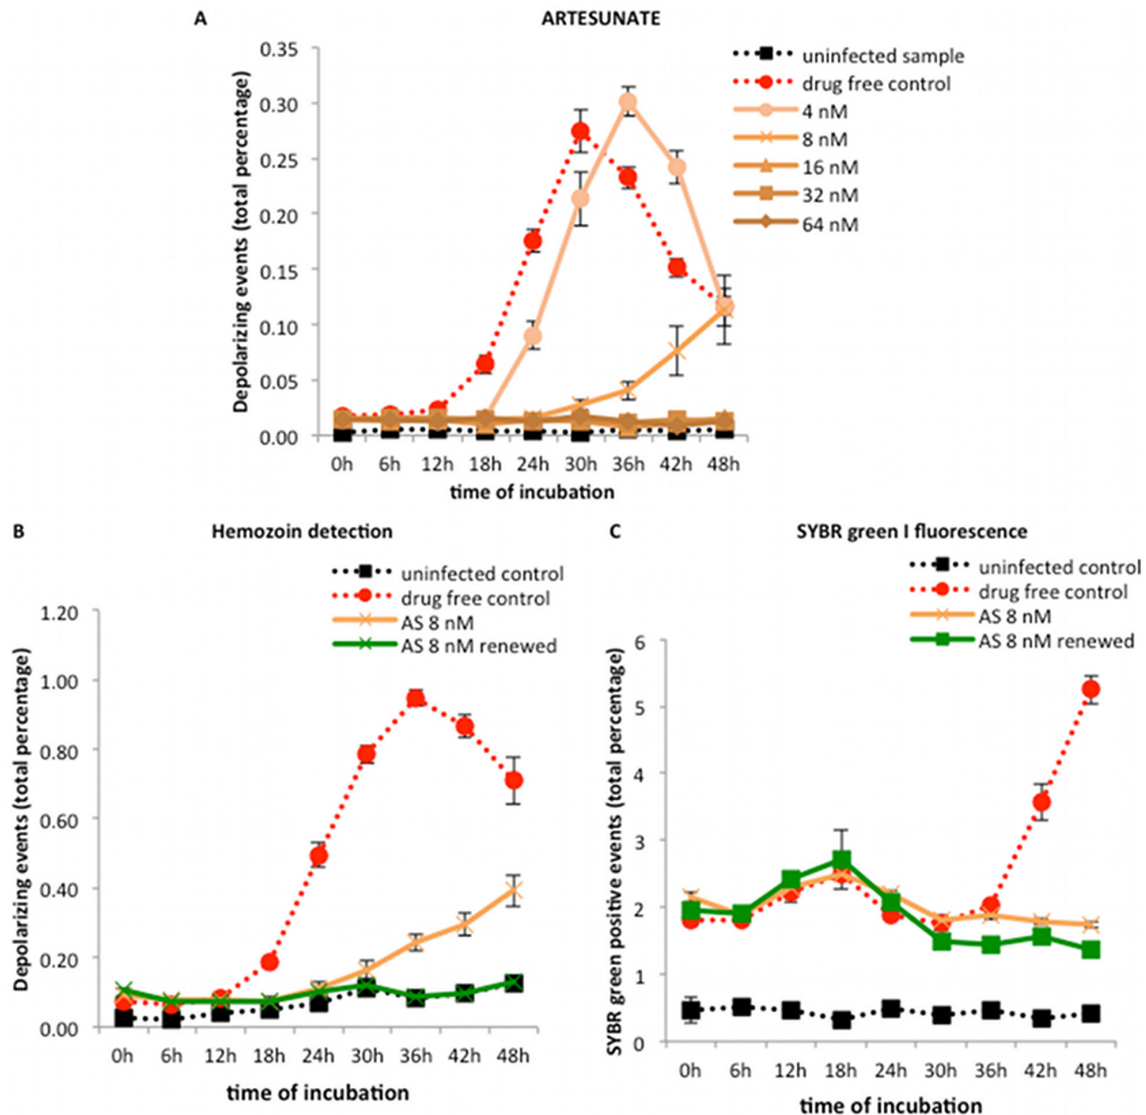 A
ARTESUNATE
Depolarizing events (total percentage)
0.35
0.30
0.25
0.20
0.15
0.10
0.05
0.00
0h 6h 12h 18h 24h 30h 36h 42h 48h
time of incubation
uninfected sample
drug free control
4 nM
8 nM
16 nM
32 nM
64 nM
B
Hemozoin detection
uninfected control
drug free control
AS 8 nM
AS 8 nM renewed
Depolarizing events (total percentage)
1.20
1.00
0.80
0.60
0.40
0.20
0.00
0h 6h 12h 18h 24h 30h 36h 42h 48h
time of incubation
C
SYBR green I fluorescence
uninfected control
drug free control
AS 8 nM
AS 8 nM renewed
SYBR green positive events (total percentage)
6
5
4
3
2
1
0
0h 6h 12h 18h 24h 30h 36h 42h 48h
time of incubation